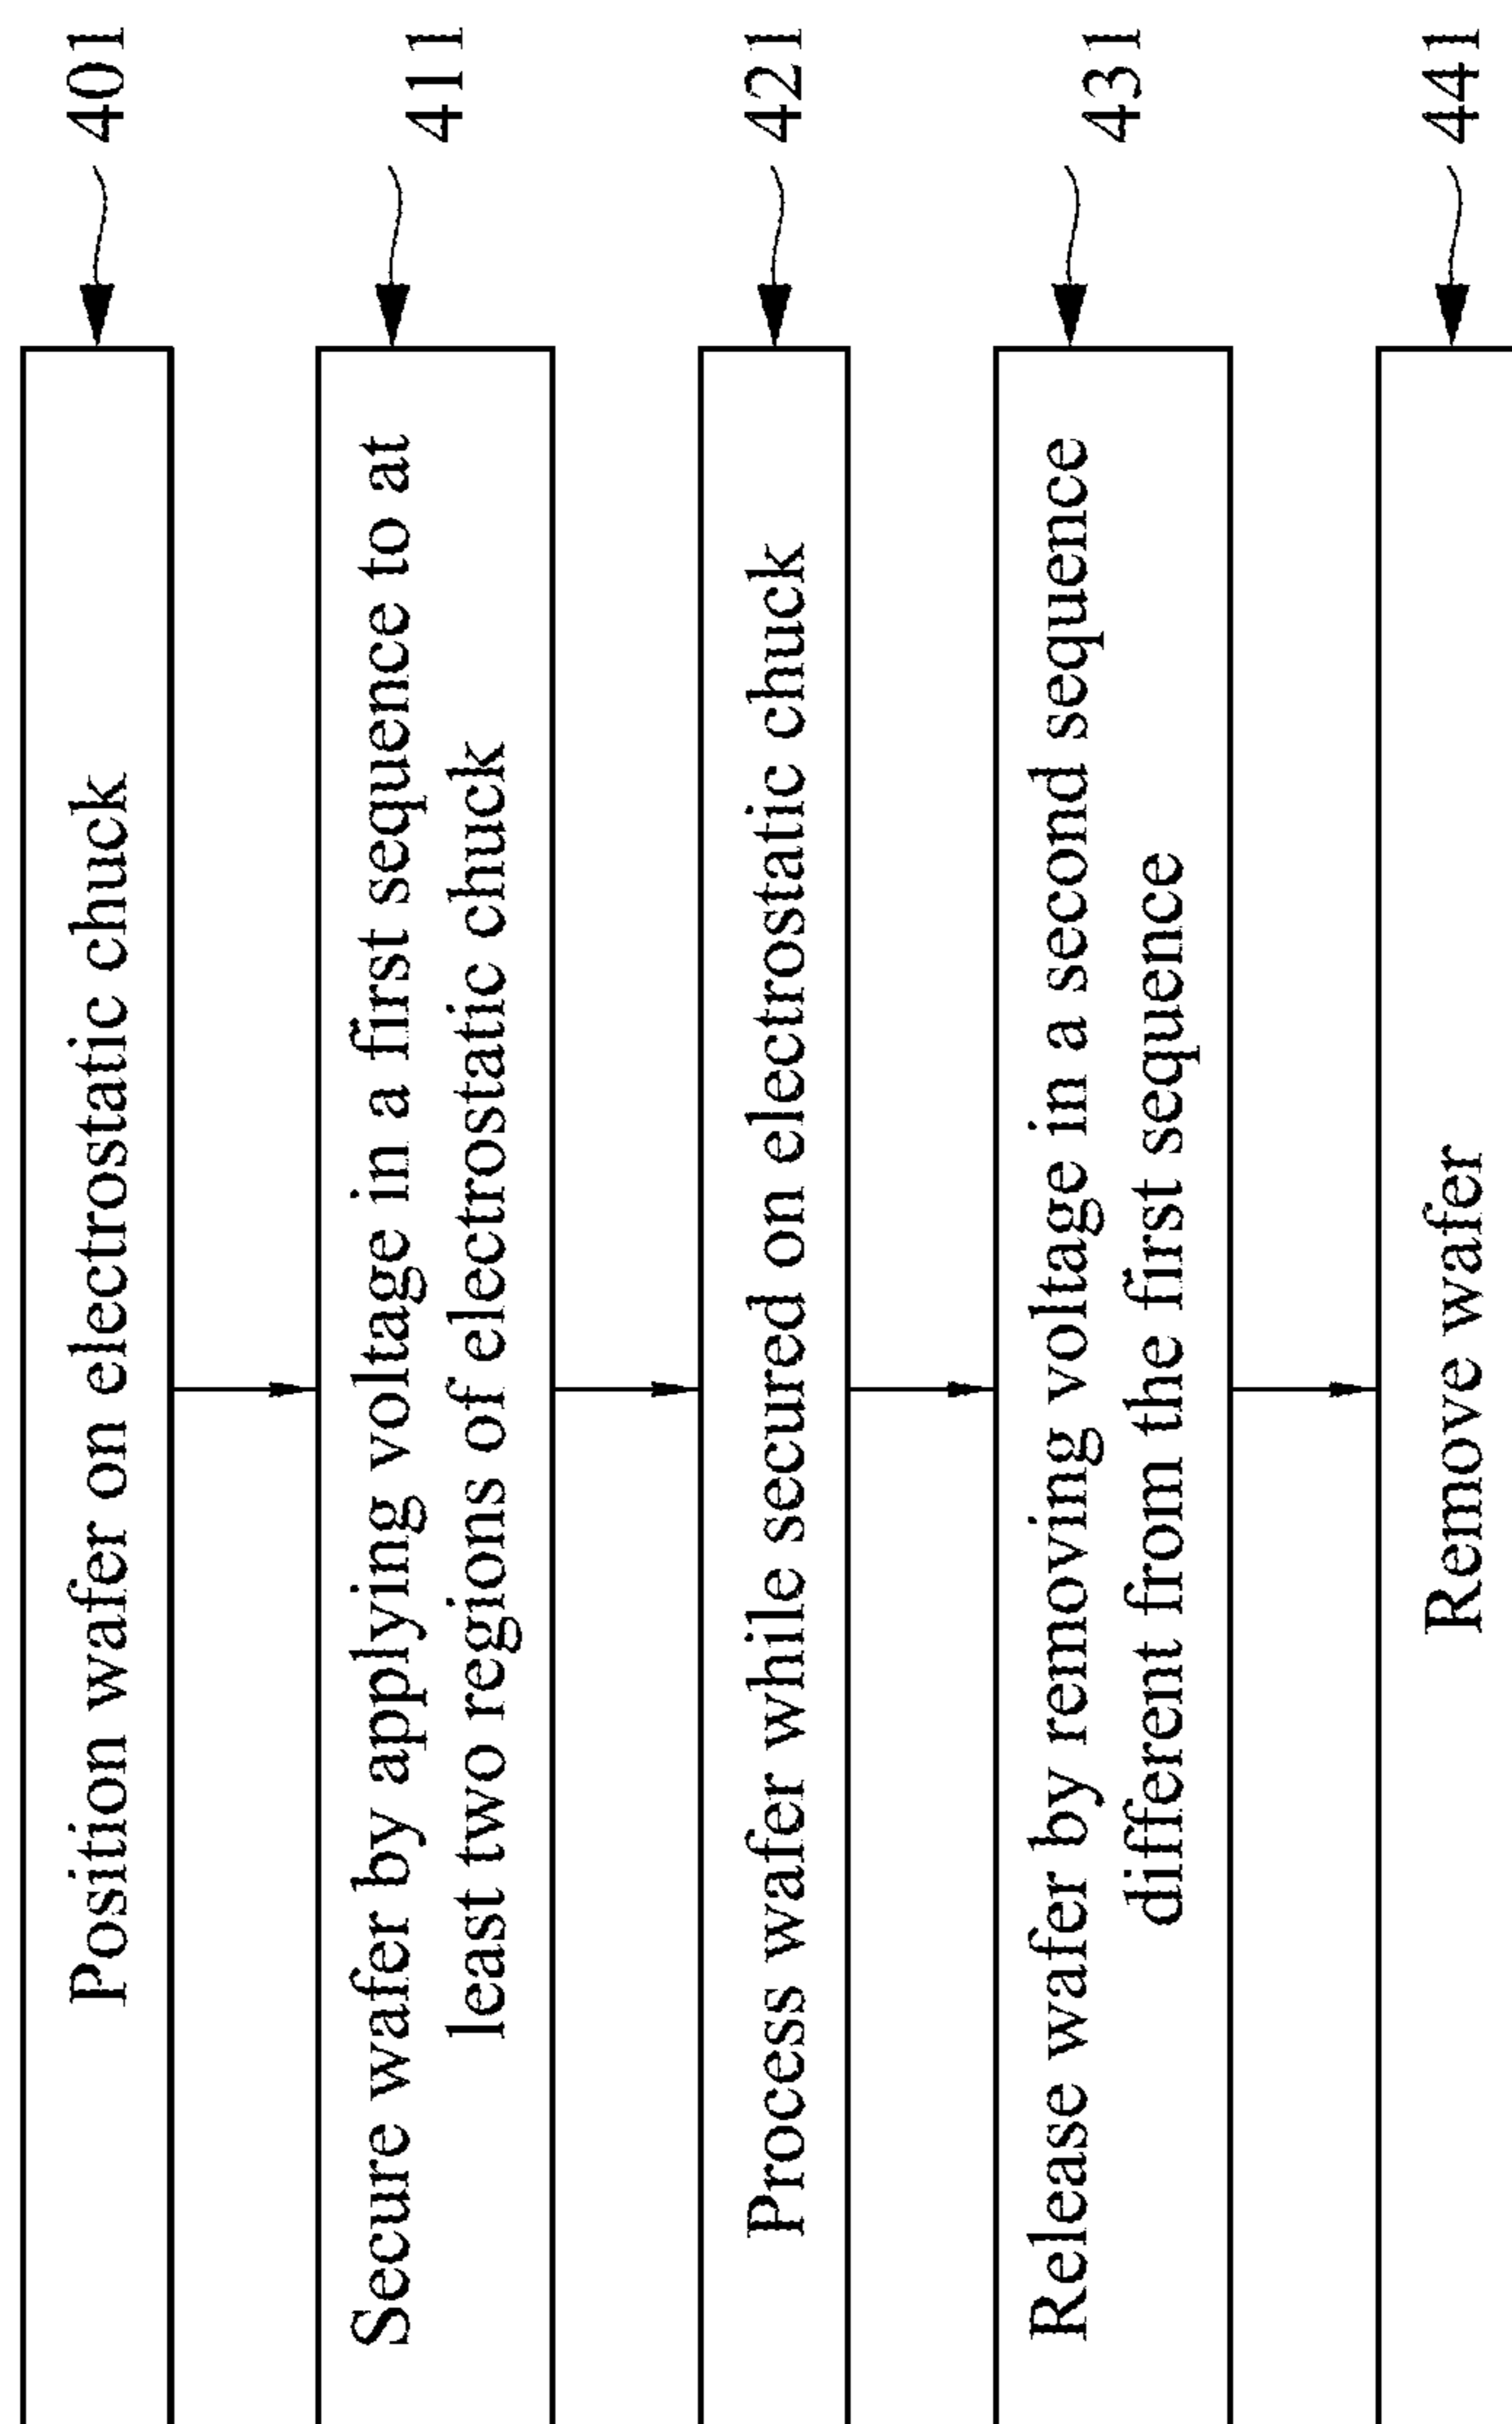 Position wafer on electrostatic chuck
401
Secure wafer by applying voltage in a first sequence to at
least two regions of electrostatic chuck
411
Process wafer while secured on electrostatic chuck
421
Release wafer by removing voltage in a second sequence
different from the first sequence
431
Remove wafer
441